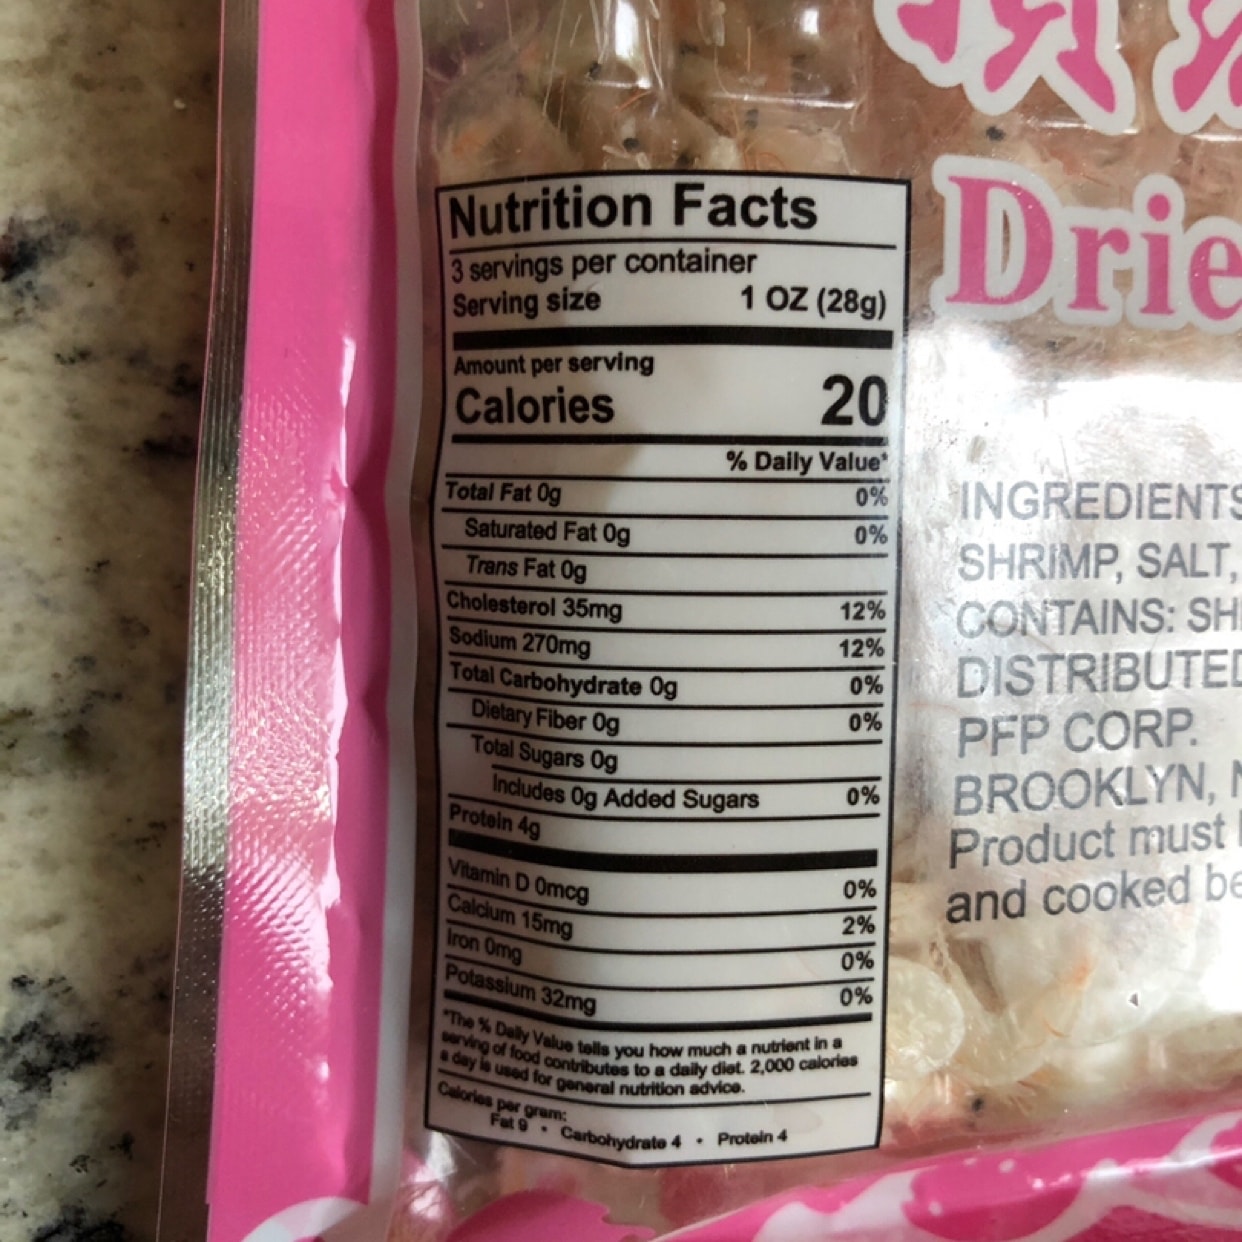 Drie
Nutrition Facts
3 servings per container
Serving size 1 OZ (28g)
Amount per serving
Calories 20
% Daily Value*
Total Fat 0g 0%
Saturated Fat 0g 0%
Trans Fat 0g
Cholesterol 35mg 12%
Sodium 270mg 12%
Total Carbohydrate 0g 0%
Dietary Fiber 0g 0%
Total Sugars 0g
Includes 0g Added Sugars 0%
Protein 4g
Vitamin D 0mcg 0%
Calcium 15mg 2%
Iron 0mg 0%
Potassium 32mg 0%
*The % Daily Value tells you how much a nutrient in a
serving of food contributes to a daily diet. 2,000 calories
a day is used for general nutrition advice.
Calories per gram:
Fat 9 • Carbohydrate 4 • Protein 4
INGREDIENTS
SHRIMP, SALT,
CONTAINS: SH
DISTRIBUTED
PFP CORP.
BROOKLYN, N
Product must
and cooked be